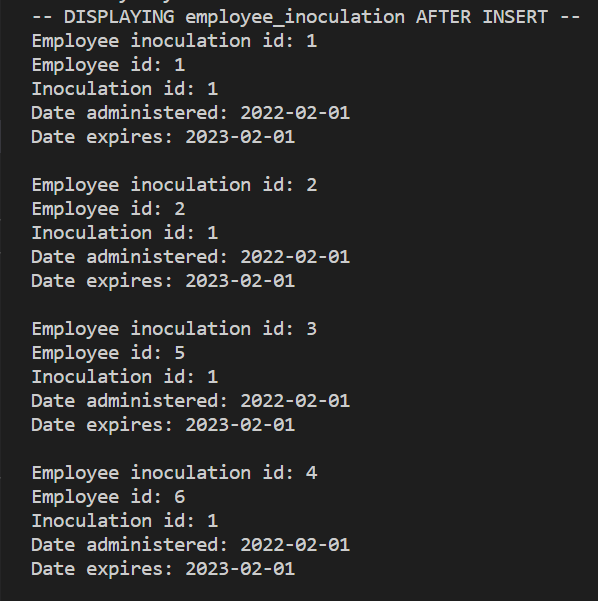 -- DISPLAYING employee_inoculation AFTER INSERT --
Employee inoculation id: 1
Employee id: 1
Inoculation id: 1
Date administered: 2022-02-01
Date expires: 2023-02-01

Employee inoculation id: 2
Employee id: 2
Inoculation id: 1
Date administered: 2022-02-01
Date expires: 2023-02-01

Employee inoculation id: 3
Employee id: 5
Inoculation id: 1
Date administered: 2022-02-01
Date expires: 2023-02-01

Employee inoculation id: 4
Employee id: 6
Inoculation id: 1
Date administered: 2022-02-01
Date expires: 2023-02-01